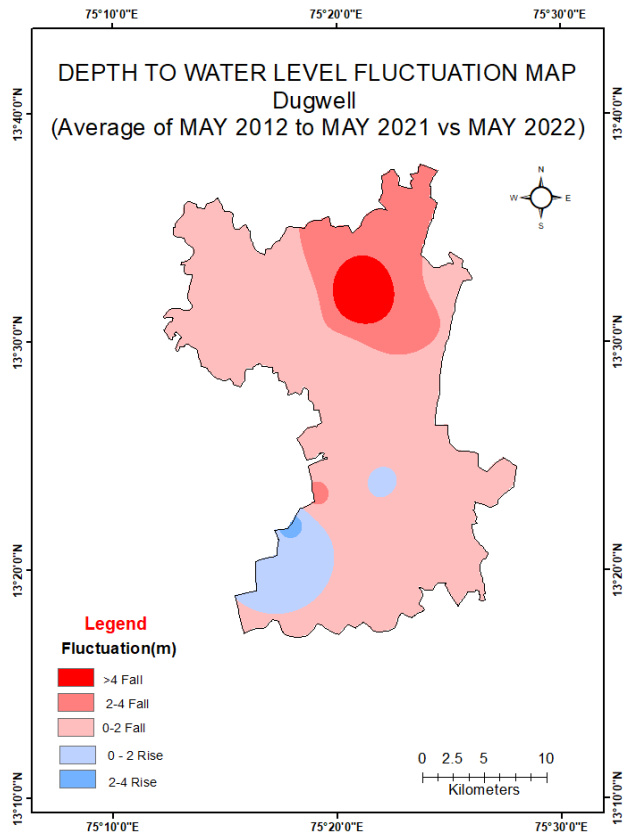 75°10'0"E 75°20'0"E 75°30'0"E
DEPTH TO WATER LEVEL FLUCTUATION MAP
Dugwell
(Average of MAY 2012 to MAY 2021 vs MAY 2022)
13°40'0"N 13°40'0"N
N
W E
S
13°30'0"N 13°30'0"N
13°20'0"N 13°20'0"N
Legend
Fluctuation(m)
>4 Fall
2-4 Fall
0-2 Fall
0 - 2 Rise
2-4 Rise
0 2.5 5 10
Kilometers
13°10'0"N 13°10'0"N
75°10'0"E 75°20'0"E 75°30'0"E